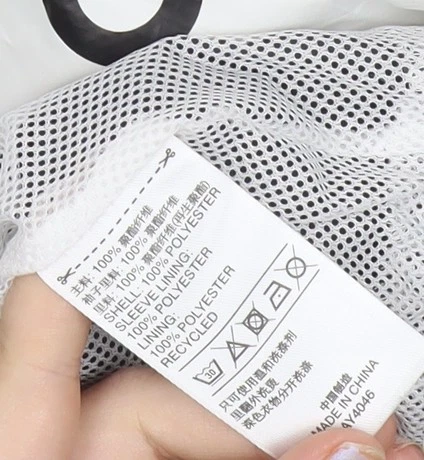 主料: 100% 聚酯纤维
袖子里料: 100% 聚酯纤维
里料: 100% 聚酯纤维(再生聚酯)
SHELL: 100% POLYESTER
SLEEVE LINING:
100% POLYESTER
LINING:
100% POLYESTER
RECYCLED
30
只可使用温和洗涤剂
里翻外洗熨
深色衣物分开洗涤
中国制造
MADE IN CHINA
AY4046